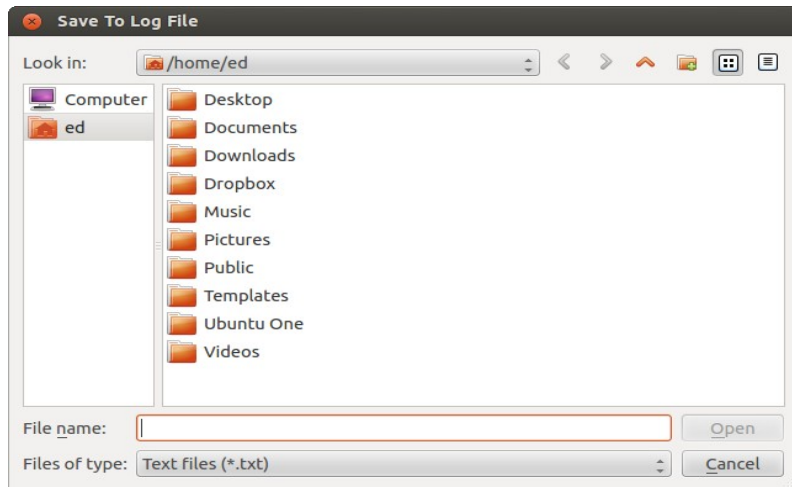 Save To Log File
Look in: /home/ed
Computer
ed
Desktop
Documents
Downloads
Dropbox
Music
Pictures
Public
Templates
Ubuntu One
Videos
File name: Open
Files of type: Text files (*.txt) Cancel